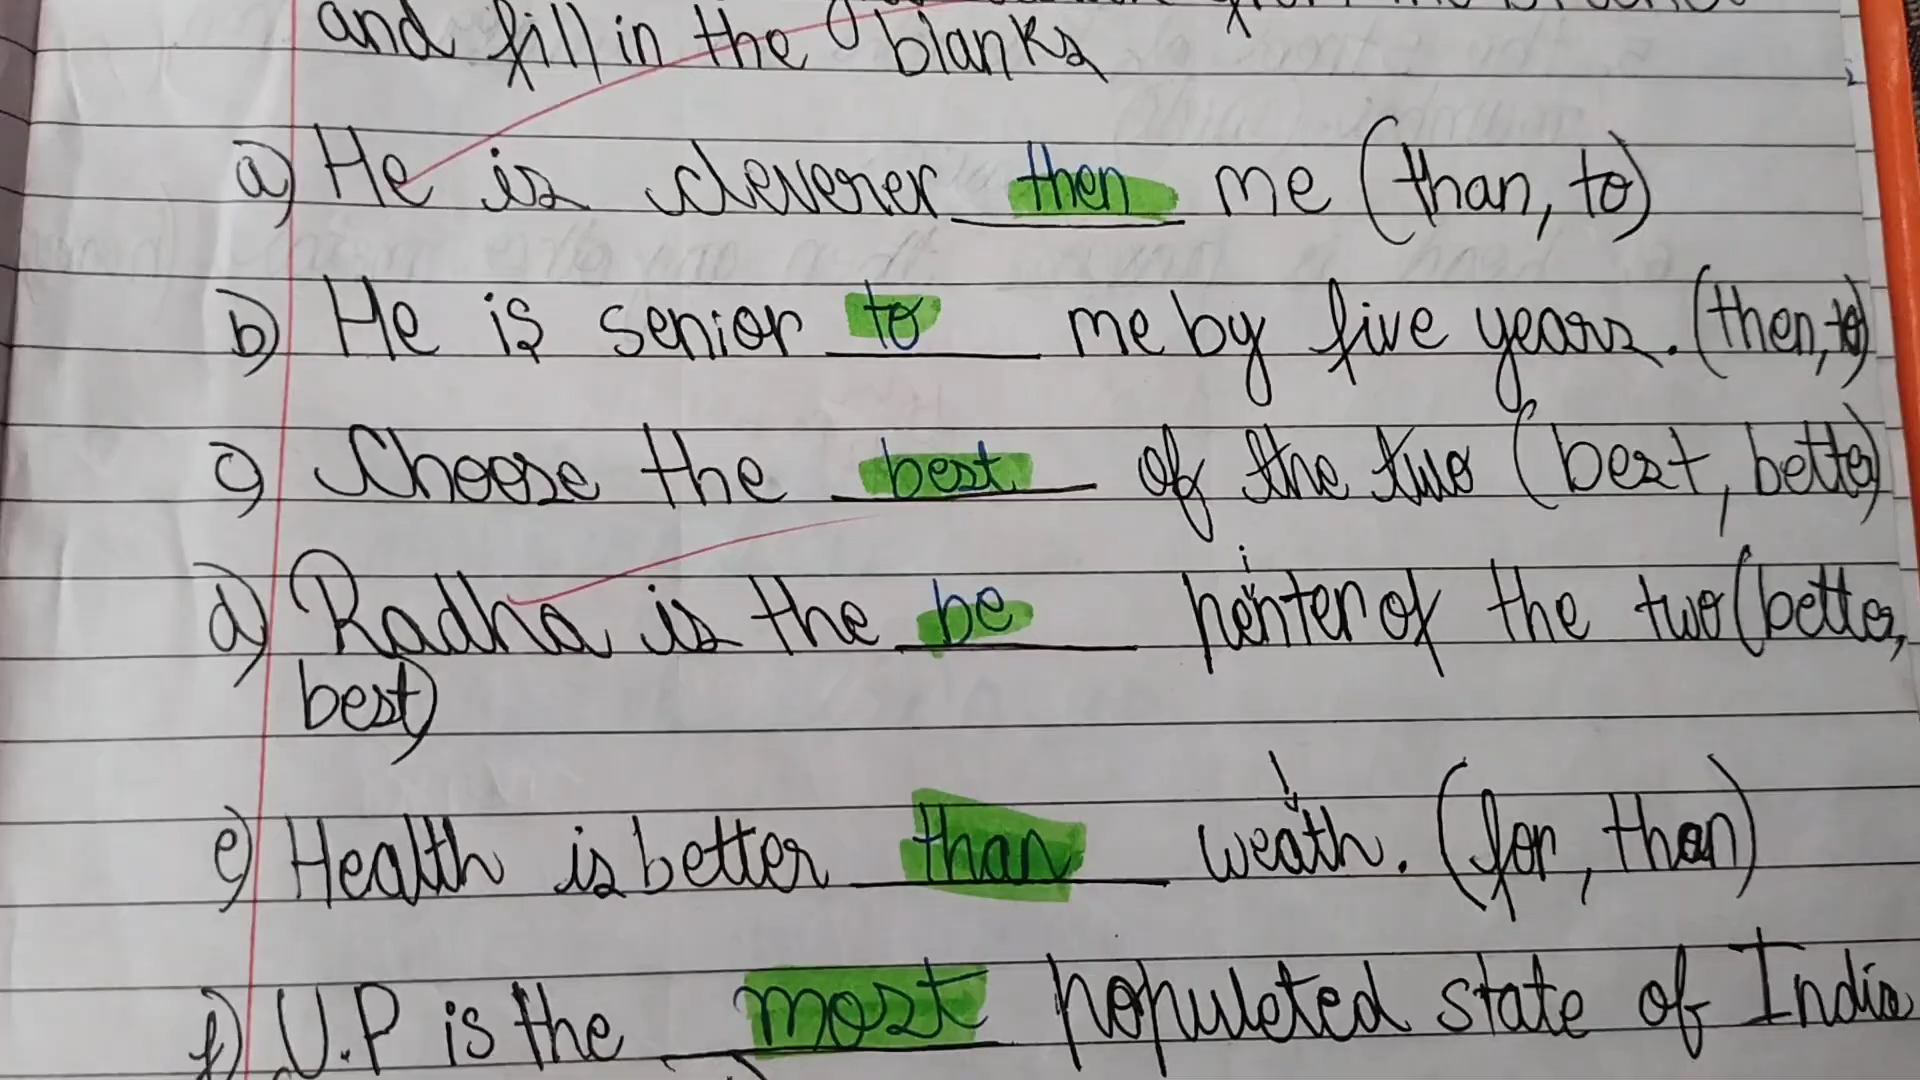 and fill in the blanks
a) He is cleverer then me (than, to)
b) He is senior to me by five years. (then, to)
c) Choose the best of the two (best, better)
d) Radha is the be painter of the two (better,
best)
e) Health is better than weath. (for, than)
f) U.P is the most populeted state of India